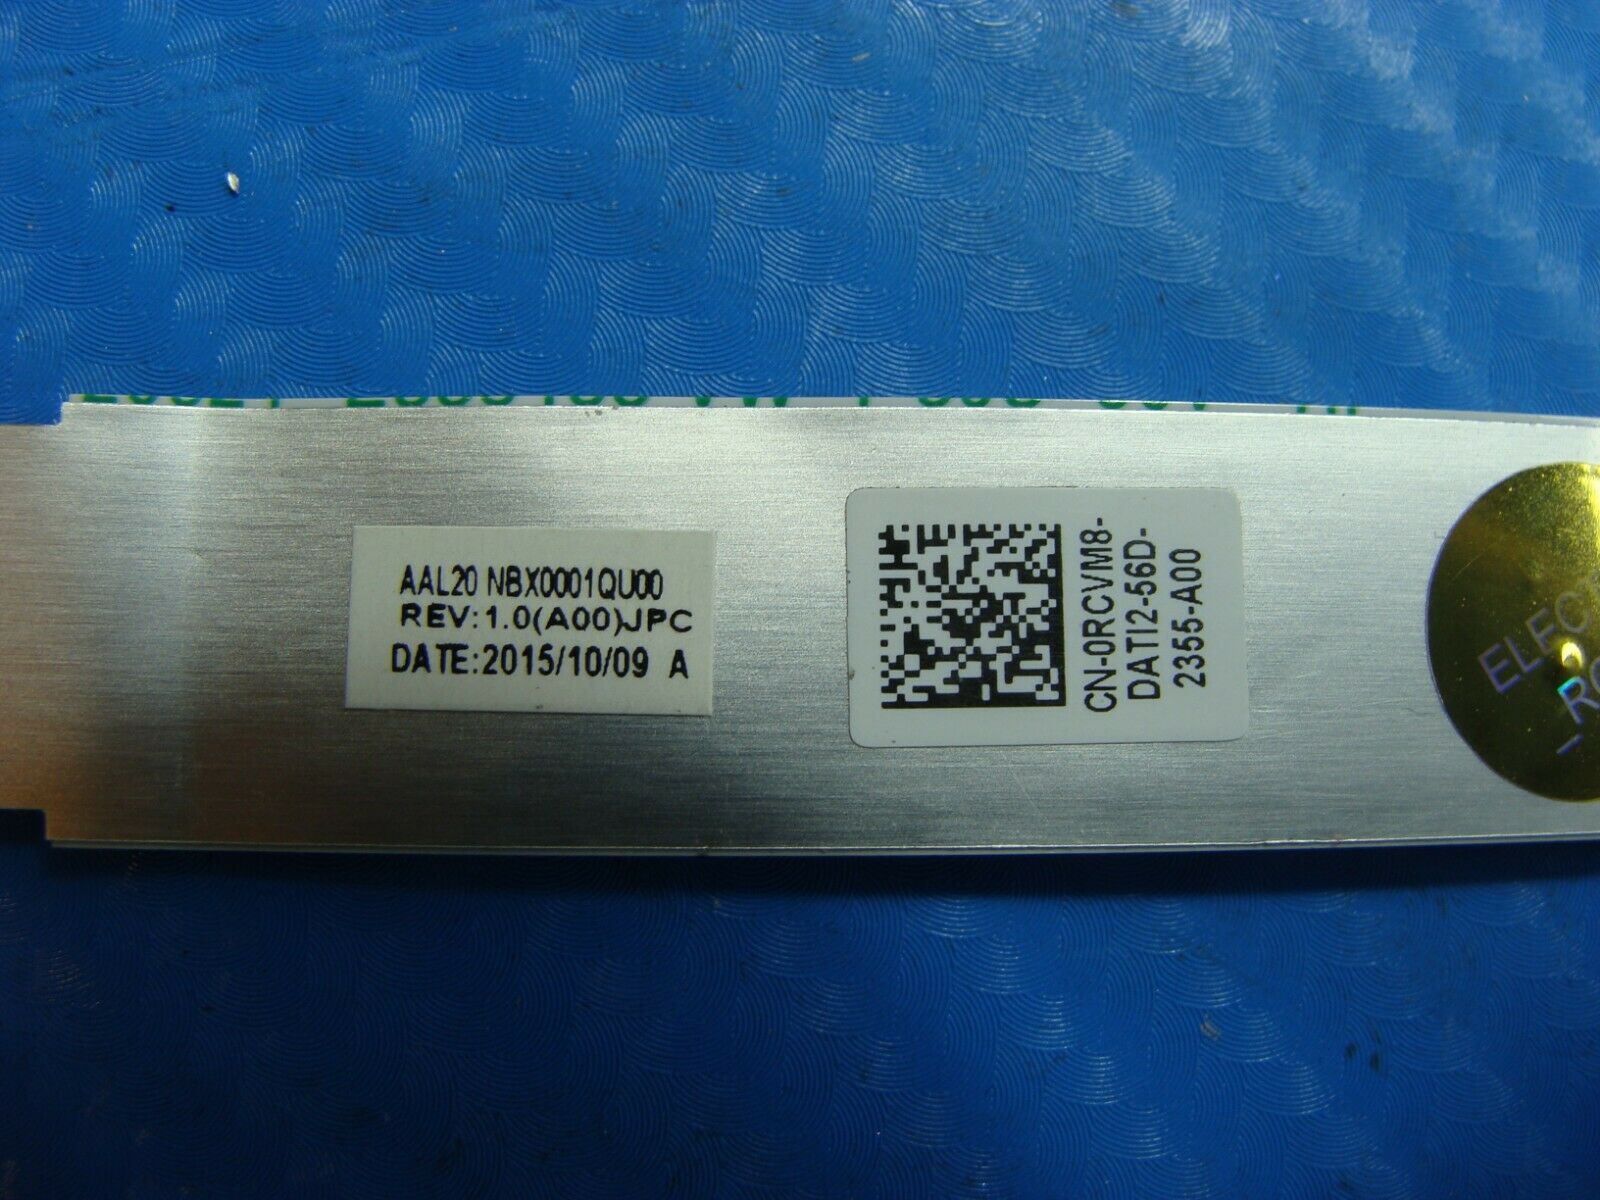 AAL20 NBX0001QU00
REV:1.0(A00)JPC
DATE:2015/10/09 A
CN-0RCVM8-
DATI2-56D-
2355-A00